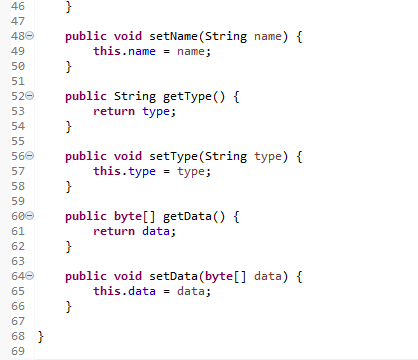 46     }
47
48     public void setName(String name) {
49         this.name = name;
50     }
51
52     public String getType() {
53         return type;
54     }
55
56     public void setType(String type) {
57         this.type = type;
58     }
59
60     public byte[] getData() {
61         return data;
62     }
63
64     public void setData(byte[] data) {
65         this.data = data;
66     }
67
68 }
69